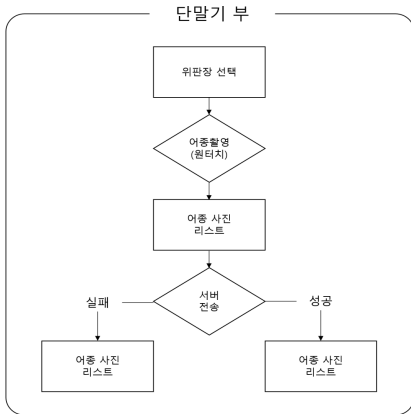 단말기 부
위판장 선택
어종촬영
(원터치)
어종 사진
리스트
서버
전송
실패
성공
어종 사진
리스트
어종 사진
리스트